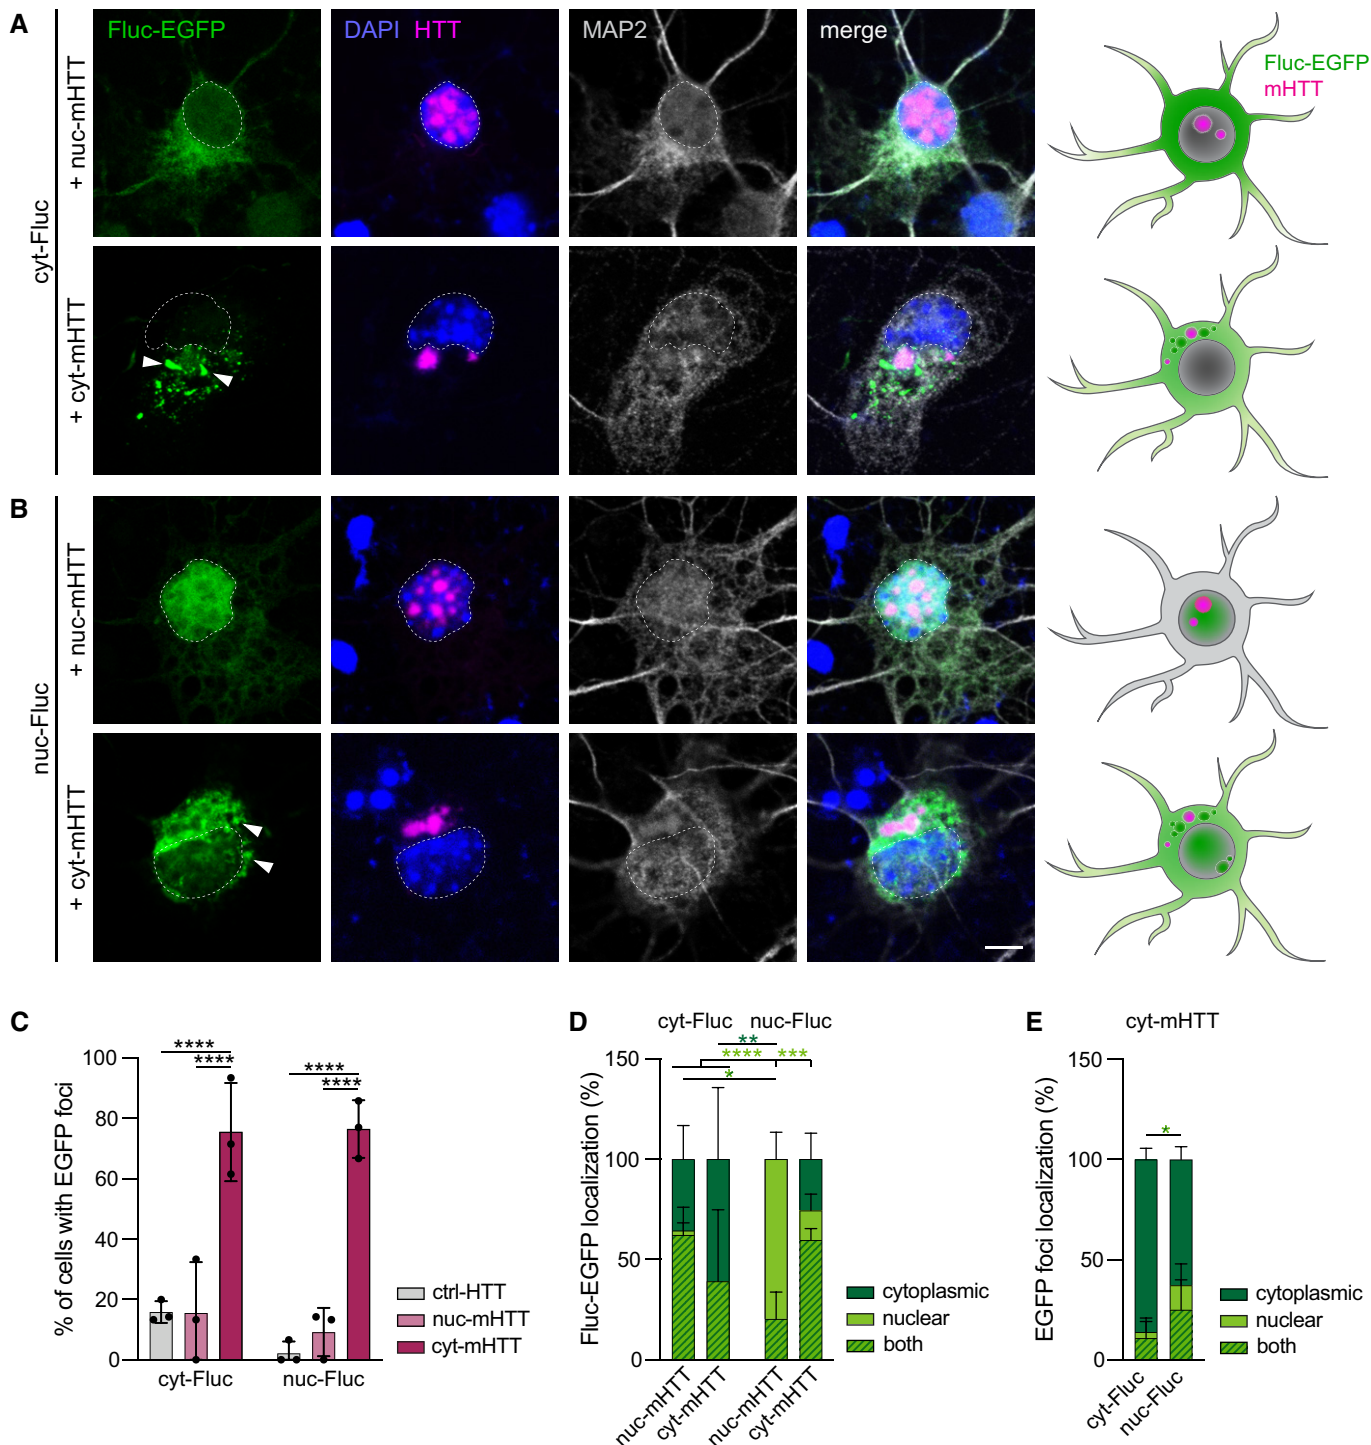 A
Fluc-EGFP
DAPI HTT
MAP2
merge
Fluc-EGFP
mHTT
cyt-Fluc
+ nuc-mHTT
+ cyt-mHTT
B
nuc-Fluc
+ nuc-mHTT
+ cyt-mHTT
C
% of cells with EGFP foci
100
80
60
40
20
0
****
****
****
****
cyt-Fluc
nuc-Fluc
ctrl-HTT
nuc-mHTT
cyt-mHTT
D
cyt-Fluc nuc-Fluc
**
**** ***
*
Fluc-EGFP localization (%)
150
100
50
0
nuc-mHTT
cyt-mHTT
nuc-mHTT
cyt-mHTT
cytoplasmic
nuclear
both
E
cyt-mHTT
*
EGFP foci localization (%)
150
100
50
0
cyt-Fluc
nuc-Fluc
cytoplasmic
nuclear
both